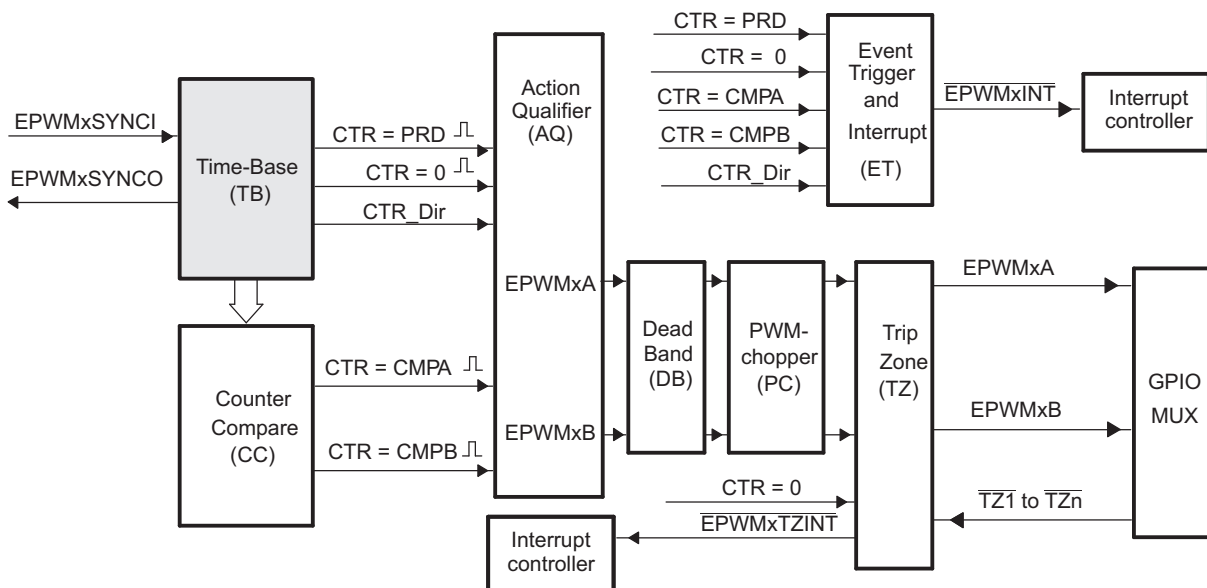 EPWMxSYNCI
EPWMxSYNCO
Time-Base
(TB)
CTR = PRD
CTR = 0
CTR_Dir
Counter
Compare
(CC)
CTR = CMPA
CTR = CMPB
Action
Qualifier
(AQ)
EPWMxA
EPWMxB
CTR = PRD
CTR = 0
CTR = CMPA
CTR = CMPB
CTR_Dir
Event
Trigger
and
Interrupt
(ET)
EPWMxINT
Interrupt
controller
Dead
Band
(DB)
PWM-
chopper
(PC)
Trip
Zone
(TZ)
EPWMxA
EPWMxB
TZ1 to TZn
GPIO
MUX
CTR = 0
EPWMxTZINT
Interrupt
controller